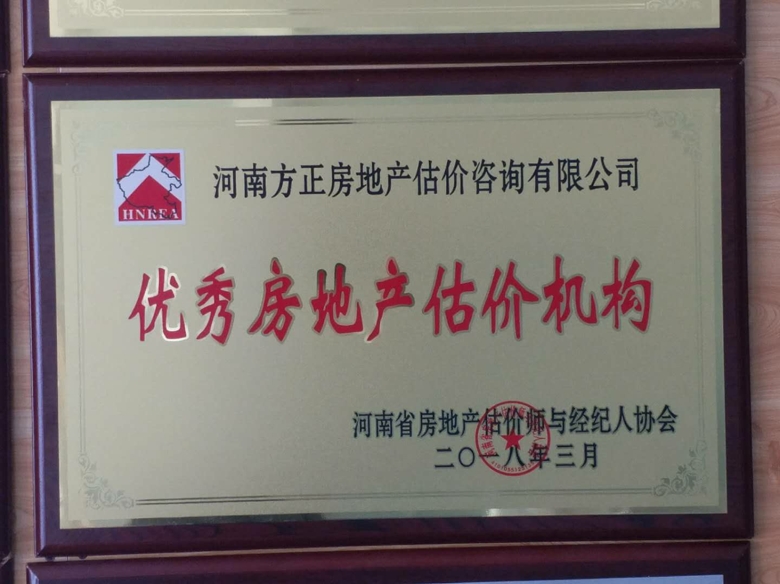 HNREA
河南方正房地产估价咨询有限公司
优秀房地产估价机构
河南省房地产估价师与经纪人协会
二〇一八年三月